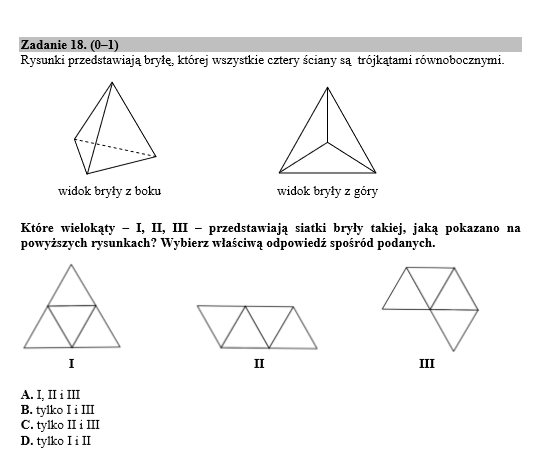 Zadanie 18. (0–1)
Rysunki przedstawiają bryłę, której wszystkie cztery ściany są trójkątami równobocznymi.
widok bryły z boku
widok bryły z góry
Które wielokąty – I, II, III – przedstawiają siatki bryły takiej, jaką pokazano na
powyższych rysunkach? Wybierz właściwą odpowiedź spośród podanych.
I
II
III
A. I, II i III
B. tylko I i III
C. tylko II i III
D. tylko I i II